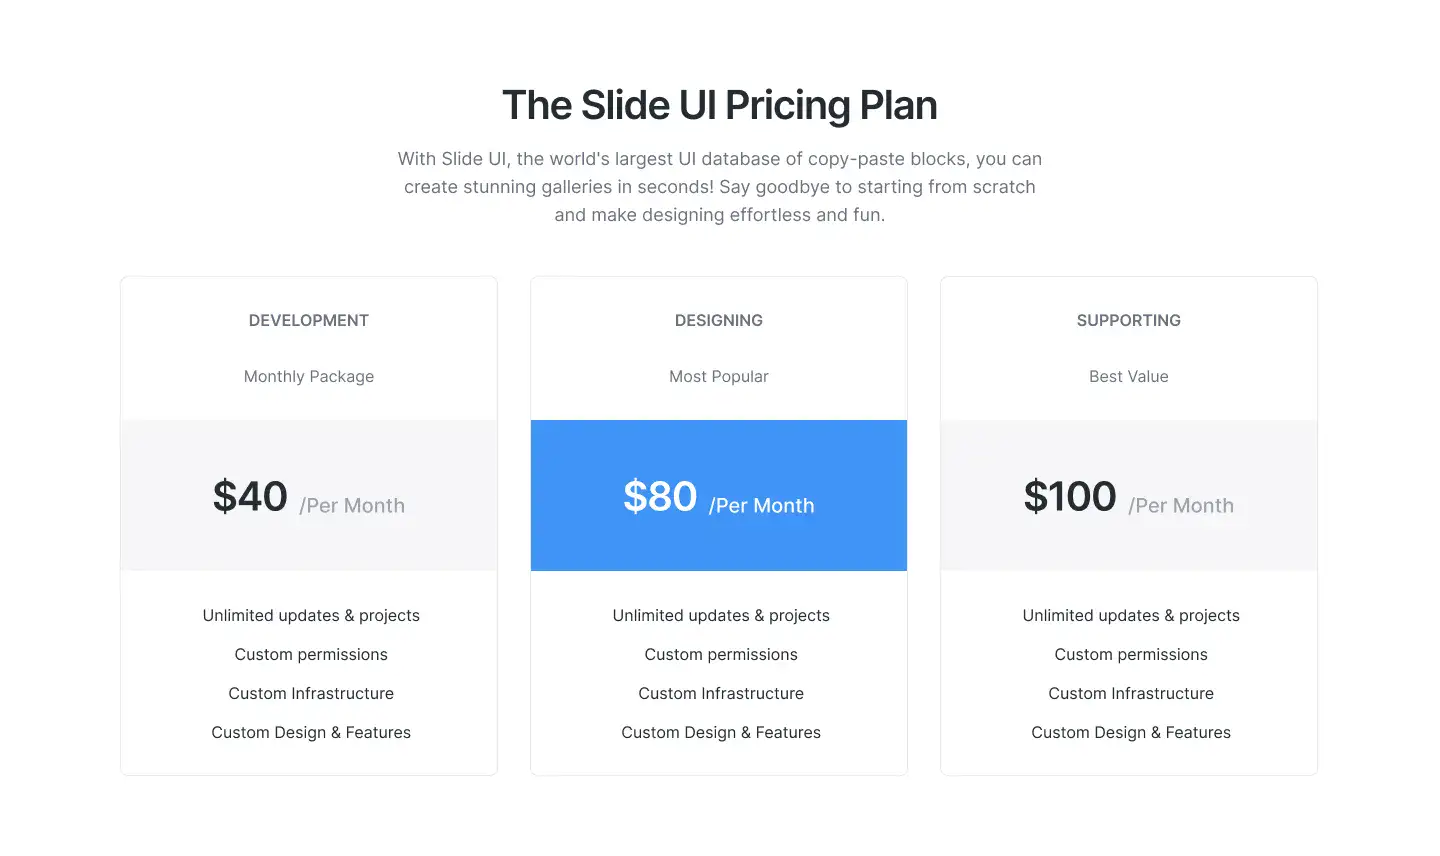 The Slide UI Pricing Plan
With Slide UI, the world's largest UI database of copy-paste blocks, you can
create stunning galleries in seconds! Say goodbye to starting from scratch
and make designing effortless and fun.
DEVELOPMENT
Monthly Package
$40 /Per Month
Unlimited updates & projects
Custom permissions
Custom Infrastructure
Custom Design & Features
DESIGNING
Most Popular
$80 /Per Month
Unlimited updates & projects
Custom permissions
Custom Infrastructure
Custom Design & Features
SUPPORTING
Best Value
$100 /Per Month
Unlimited updates & projects
Custom permissions
Custom Infrastructure
Custom Design & Features